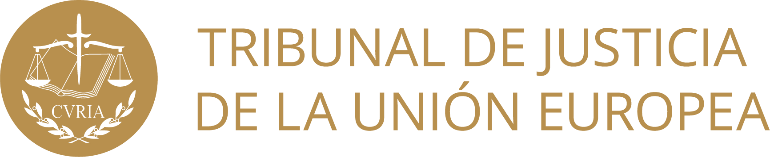 CVRIA
TRIBUNAL DE JUSTICIA
DE LA UNIÓN EUROPEA